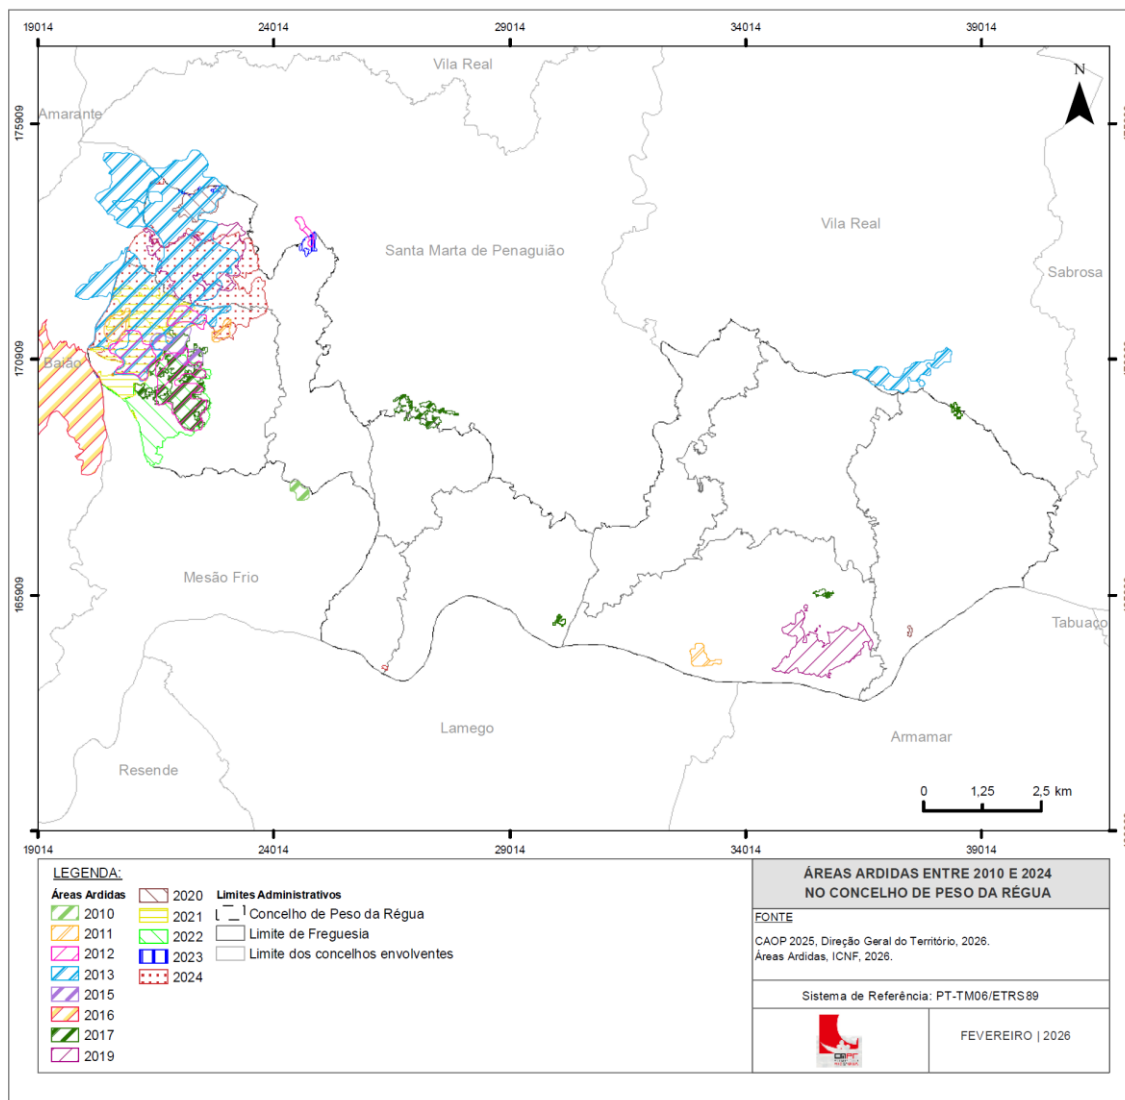 19014
24014
29014
34014
39014
Vila Real
N
Amarante
175909
Vila Real
Santa Marta de Penaguião
Sabrosa
170909
Baião
Mesão Frio
165909
Tabuaço
Lamego
Armamar
Resende
0 1,25 2,5 km
19014
24014
29014
34014
39014
LEGENDA:
Áreas Ardidas
2010
2011
2012
2013
2015
2016
2017
2019
2020
2021
2022
2023
2024
Limites Administrativos
Concelho de Peso da Régua
Limite de Freguesia
Limite dos concelhos envolventes
ÁREAS ARDIDAS ENTRE 2010 E 2024
NO CONCELHO DE PESO DA RÉGUA
FONTE
CAOP 2025, Direção Geral do Território, 2026.
Áreas Ardidas, ICNF, 2026.
Sistema de Referência: PT-TM06/ETRS89
FEVEREIRO | 2026